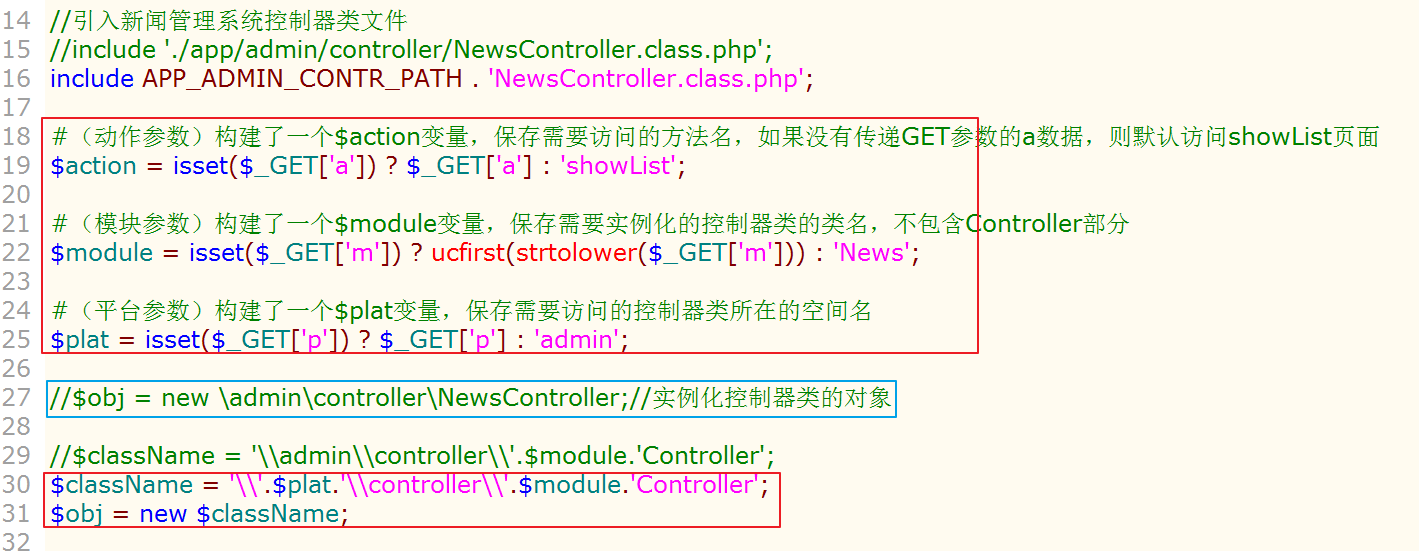 14 //引入新闻管理系统控制器类文件
15 //include './app/admin/controller/NewsController.class.php';
16 include APP_ADMIN_CONTR_PATH . 'NewsController.class.php';
17
18 #（动作参数）构建了一个$action变量，保存需要访问的方法名，如果没有传递GET参数的a数据，则默认访问showList页面
19 $action = isset($_GET['a']) ? $_GET['a'] : 'showList';
20
21 #（模块参数）构建了一个$module变量，保存需要实例化的控制器类的类名，不包含Controller部分
22 $module = isset($_GET['m']) ? ucfirst(strtolower($_GET['m'])) : 'News';
23
24 #（平台参数）构建了一个$plat变量，保存需要访问的控制器类所在的空间名
25 $plat = isset($_GET['p']) ? $_GET['p'] : 'admin';
26
27 //$obj = new \admin\controller\NewsController;//实例化控制器类的对象
28
29 //$className = '\\admin\\controller\\'.$module.'Controller';
30 $className = '\\'.$plat.'\\controller\\'.$module.'Controller';
31 $obj = new $className;
32